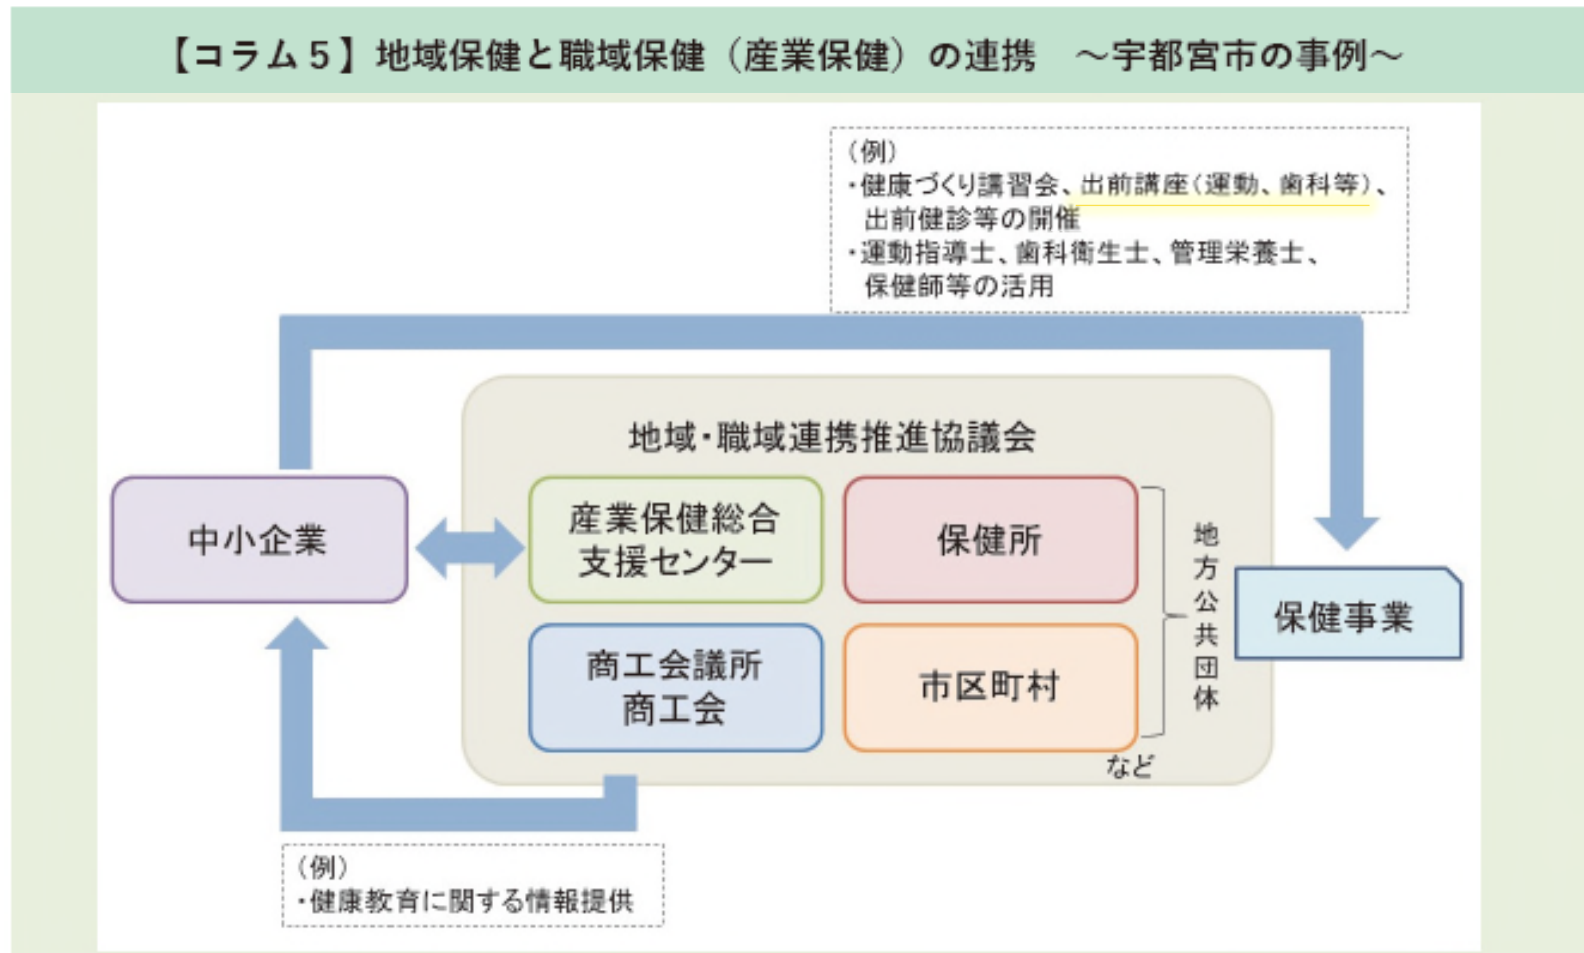 【コラム５】地域保健と職域保健（産業保健）の連携　～宇都宮市の事例～
（例）
・健康づくり講習会、出前講座（運動、歯科等）、
出前健診等の開催
・運動指導士、歯科衛生士、管理栄養士、
保健師等の活用
地域・職域連携推進協議会
中小企業
産業保健総合
支援センター
保健所
地方公共団体
保健事業
商工会議所
商工会
市区町村
など
（例）
・健康教育に関する情報提供